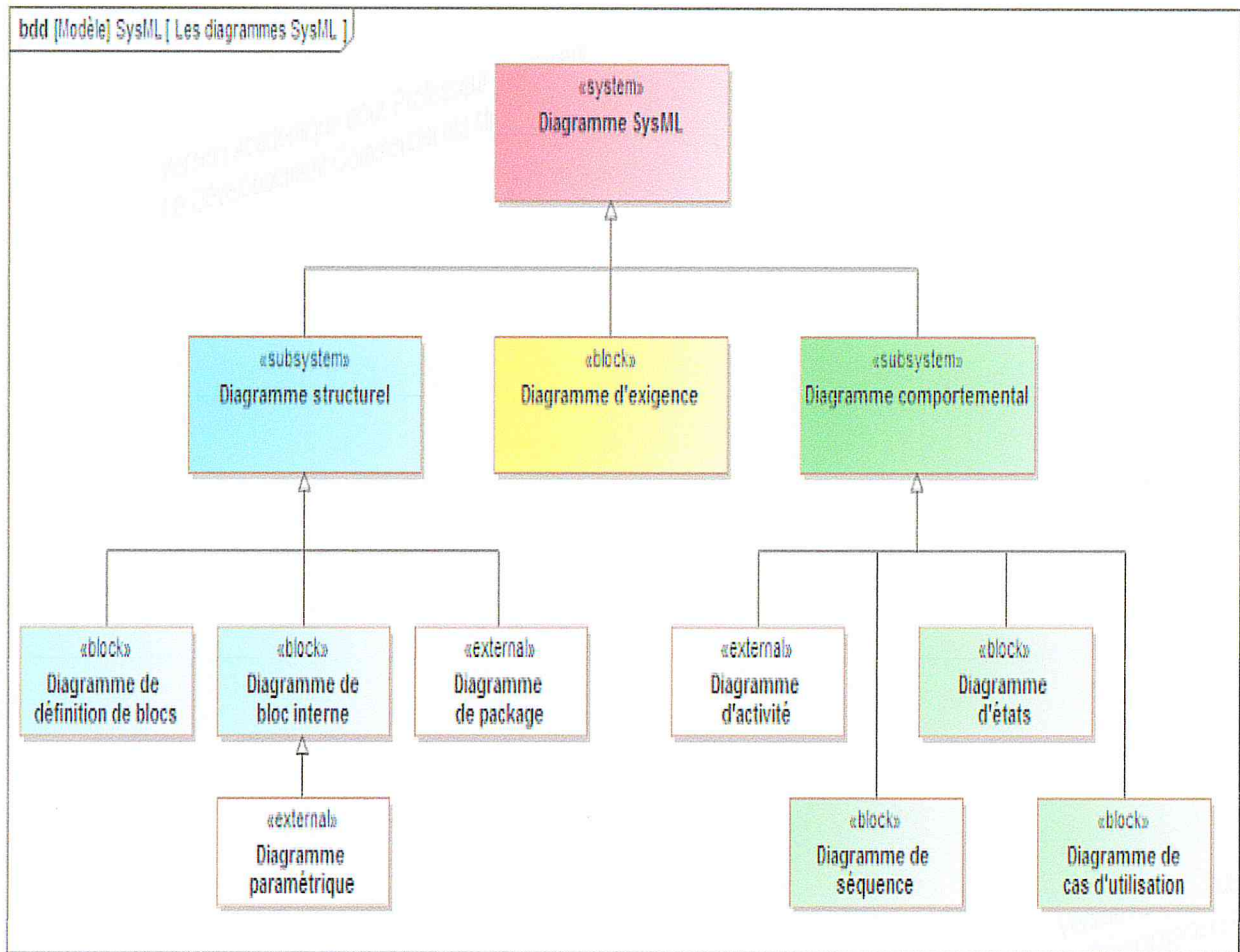 bdd [Modèle] SysML [ Les diagrammes SysML ]
«system»
Diagramme SysML
«subsystem»
Diagramme structurel
«block»
Diagramme d'exigence
«subsystem»
Diagramme comportemental
«block»
Diagramme de
définition de blocs
«block»
Diagramme de
bloc interne
«external»
Diagramme
de package
«external»
Diagramme
d'activité
«block»
Diagramme
d'états
«external»
Diagramme
paramétrique
«block»
Diagramme de
séquence
«block»
Diagramme de
cas d'utilisation